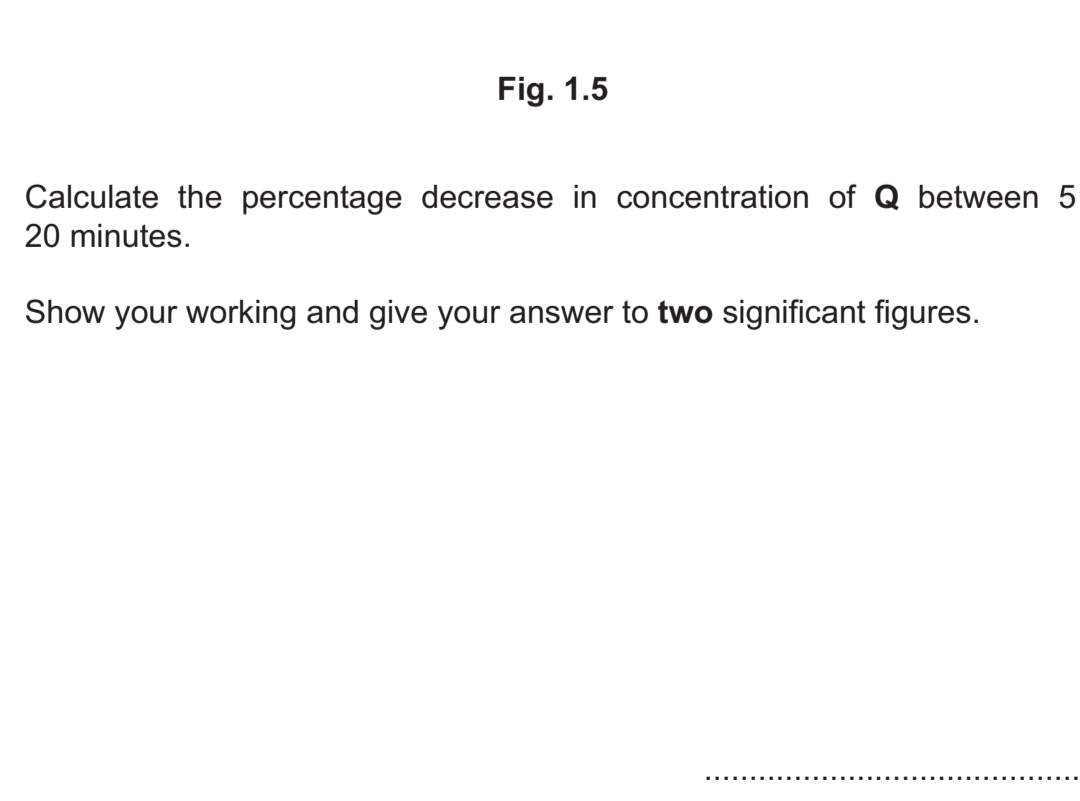 Fig. 1.5
Calculate the percentage decrease in concentration of Q between 5
20 minutes.
Show your working and give your answer to two significant figures.
..........................................